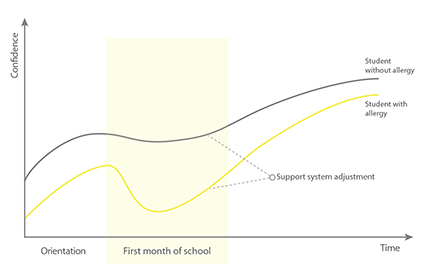 Confidence
Student
without allergy
Student with
allergy
Support system adjustment
Time
Orientation
First month of school